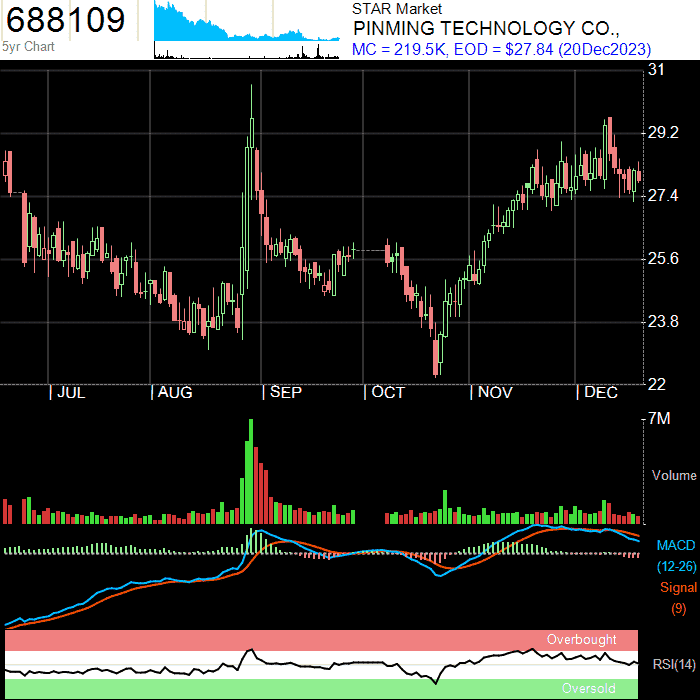 688109
5yr Chart
STAR Market
PINMING TECHNOLOGY CO.,
MC = 219.5K, EOD = $27.84 (20Dec2023)
31
29.2
27.4
25.6
23.8
22
| JUL | AUG | SEP | OCT | NOV | DEC
7M
Volume
MACD
(12-26)
Signal
(9)
Overbought
RSI(14)
Oversold